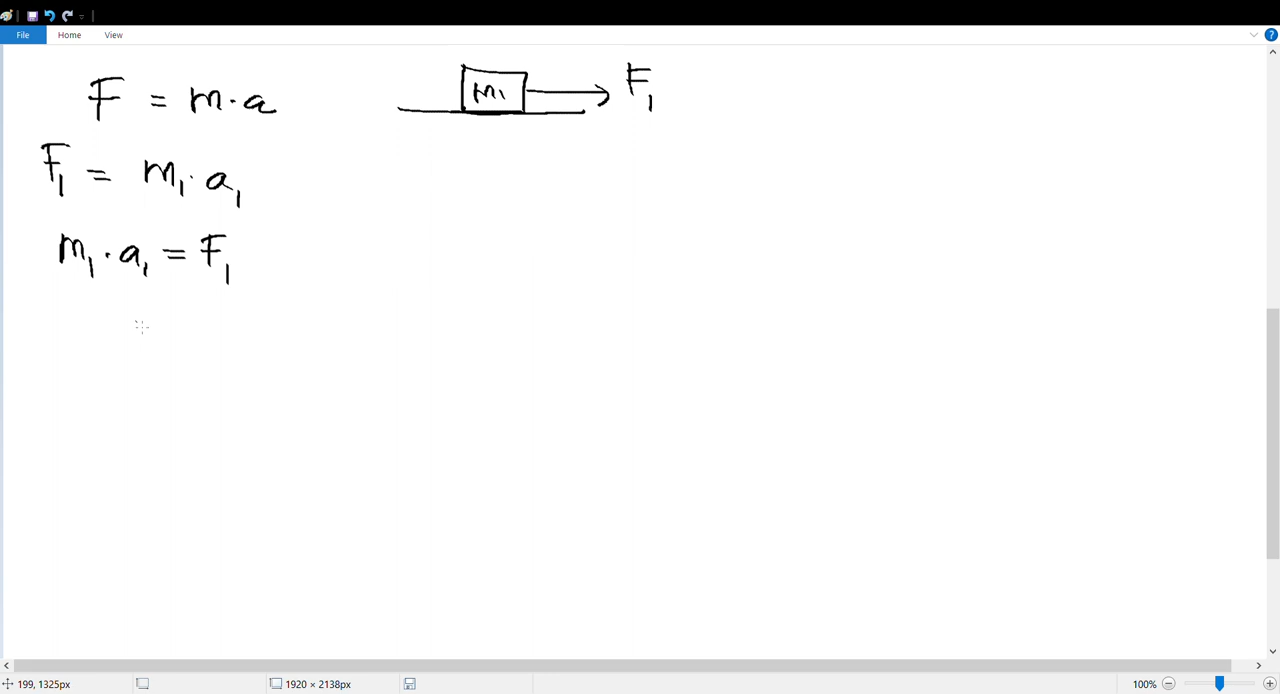 File Home View
F = m·a
m₁ F₁
F₁ = m₁·a₁
m₁·a₁ = F₁
199, 1325px 1920 × 2138px 100%